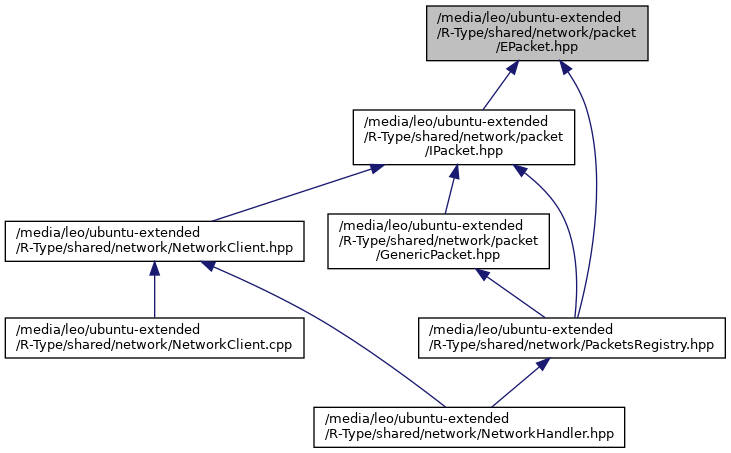 /media/leo/ubuntu-extended
/R-Type/shared/network/packet
/EPacket.hpp
/media/leo/ubuntu-extended
/R-Type/shared/network/packet
/IPacket.hpp
/media/leo/ubuntu-extended
/R-Type/shared/network/NetworkClient.hpp
/media/leo/ubuntu-extended
/R-Type/shared/network/packet
/GenericPacket.hpp
/media/leo/ubuntu-extended
/R-Type/shared/network/NetworkClient.cpp
/media/leo/ubuntu-extended
/R-Type/shared/network/PacketsRegistry.hpp
/media/leo/ubuntu-extended
/R-Type/shared/network/NetworkHandler.hpp